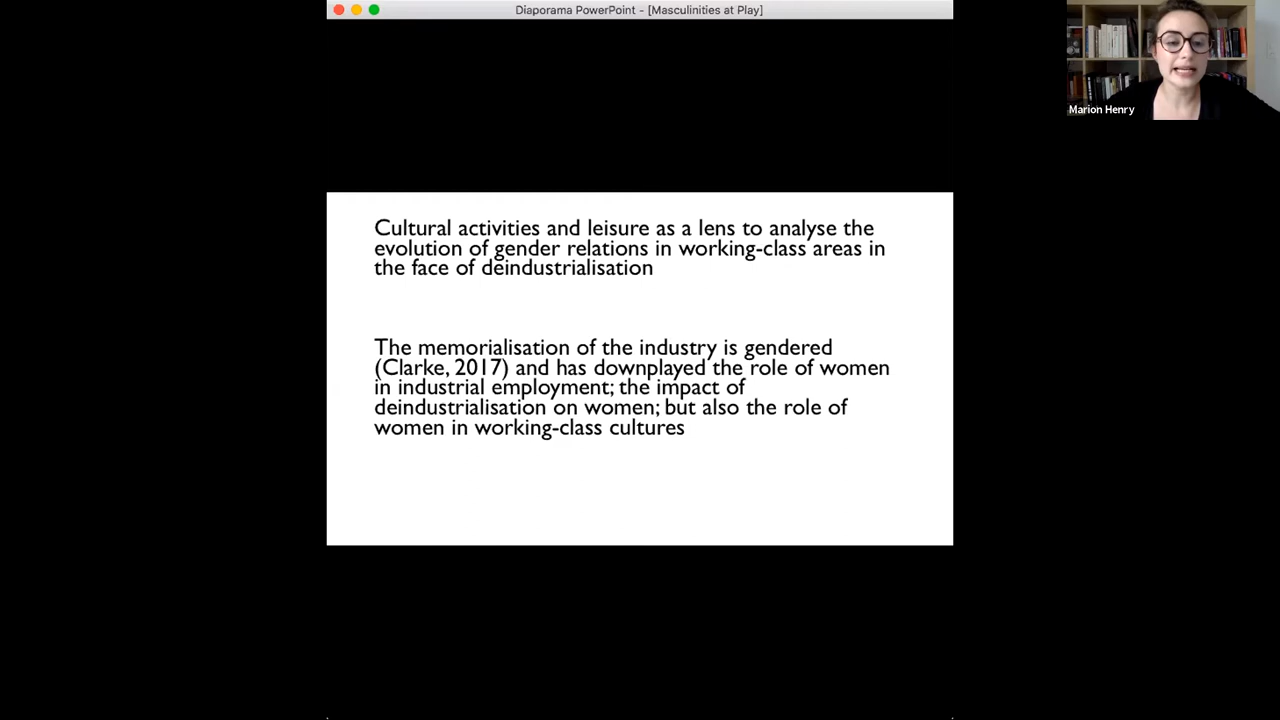 Diaporama PowerPoint - [Masculinities at Play]
Marion Henry
Cultural activities and leisure as a lens to analyse the
evolution of gender relations in working-class areas in
the face of deindustrialisation
The memorialisation of the industry is gendered
(Clarke, 2017) and has downplayed the role of women
in industrial employment; the impact of
deindustrialisation on women; but also the role of
women in working-class cultures